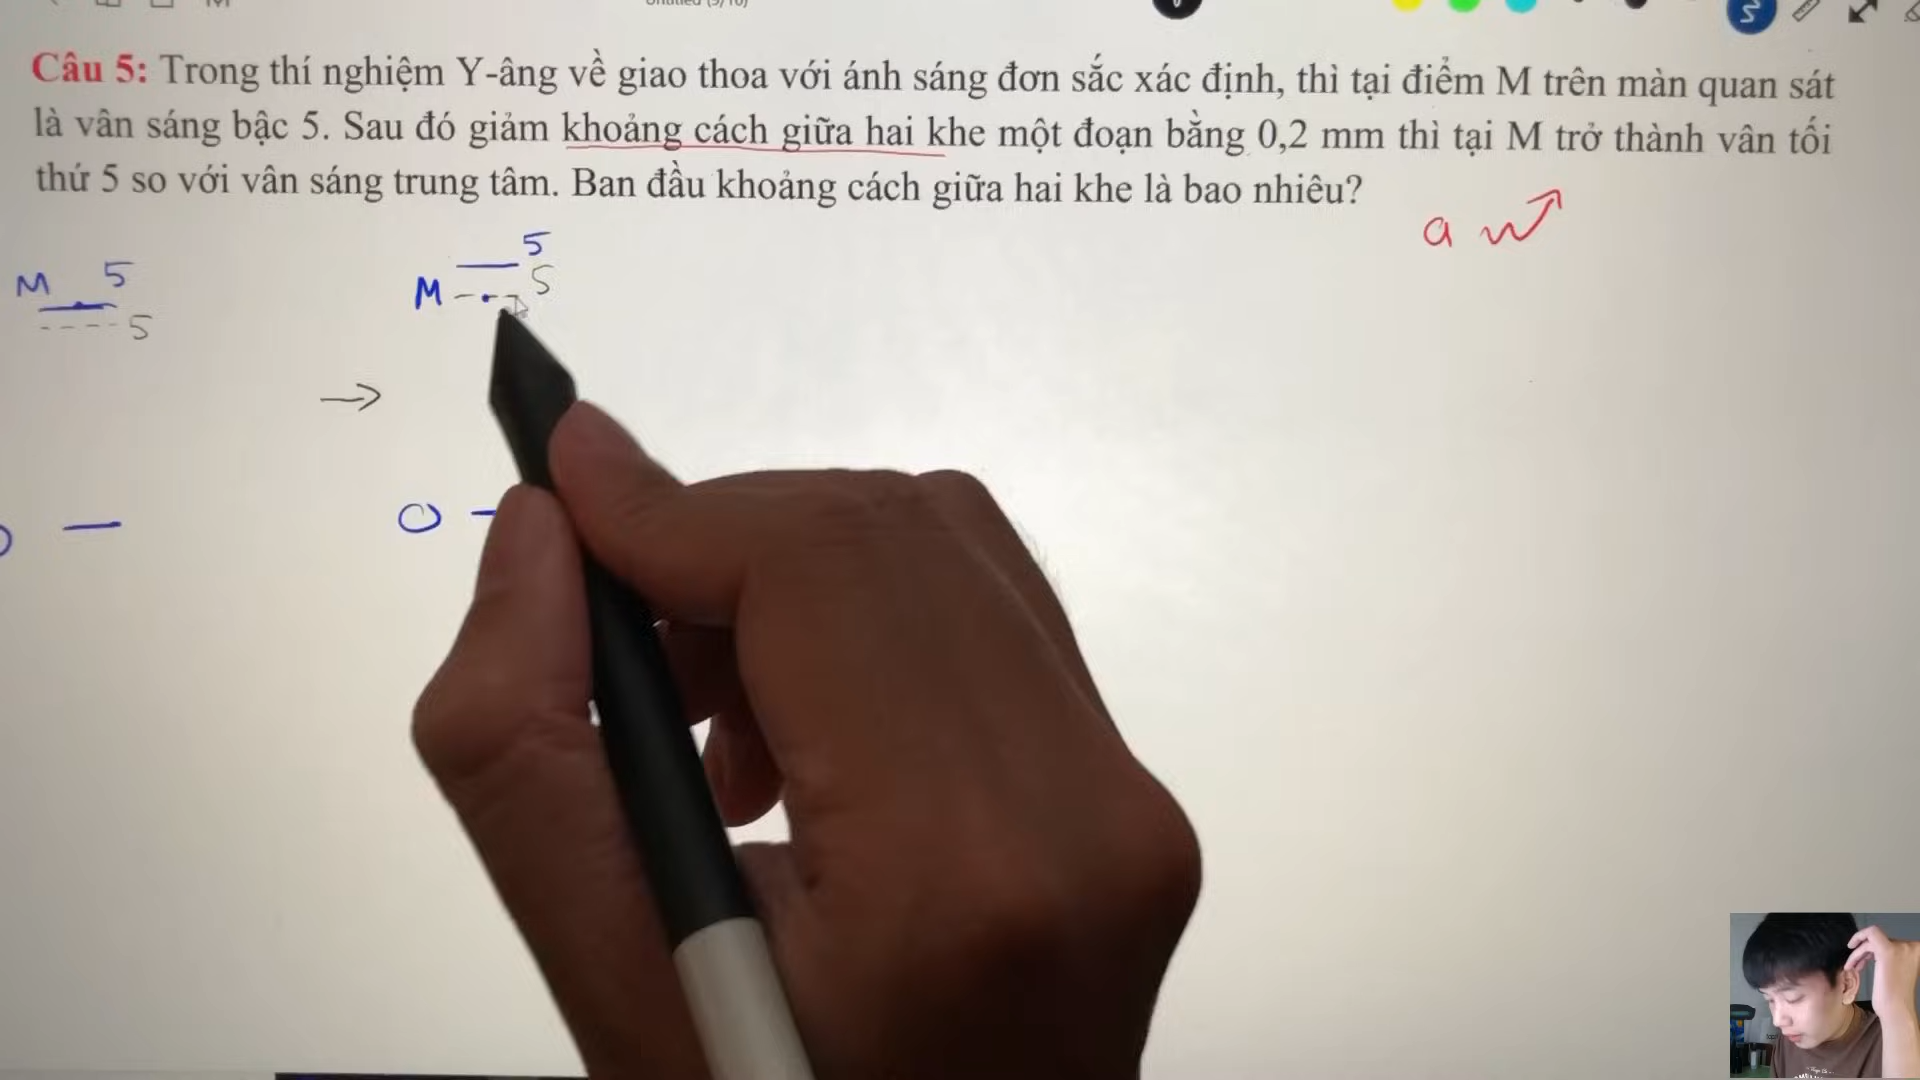 Câu 5: Trong thí nghiệm Y-âng về giao thoa với ánh sáng đơn sắc xác định, thì tại điểm M trên màn quan sát
là vân sáng bậc 5. Sau đó giảm khoảng cách giữa hai khe một đoạn bằng 0,2 mm thì tại M trở thành vân tối
thứ 5 so với vân sáng trung tâm. Ban đầu khoảng cách giữa hai khe là bao nhiêu?
a
M 5
5
5
M 5
O